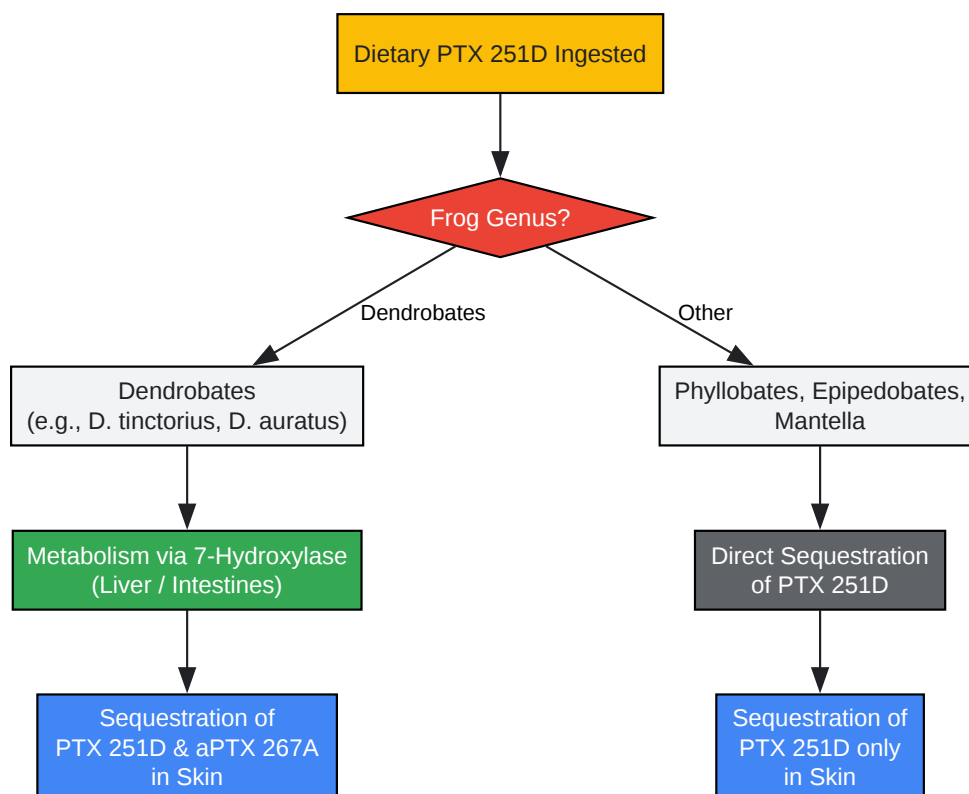 Dietary PTX 251D Ingested
Frog Genus?
Dendrobates
Other
Dendrobates
(e.g., D. tinctorius, D. auratus)
Phyllobates, Epipedobates,
Mantella
Metabolism via 7-Hydroxylase
(Liver / Intestines)
Direct Sequestration
of PTX 251D
Sequestration of
PTX 251D & aPTX 267A
in Skin
Sequestration of
PTX 251D only
in Skin